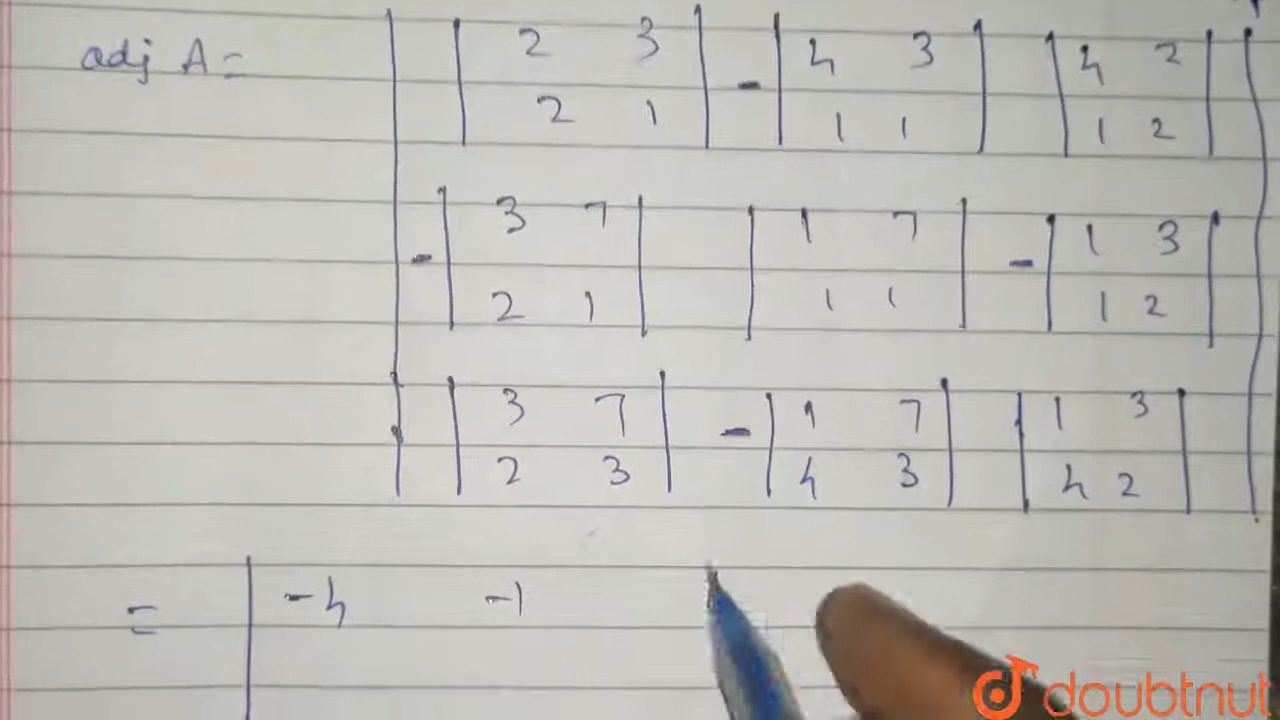 adj A = | | 2 3 | - | 4 3 | | 4 2 | |
| 2 1 | | 1 1 | | 1 2 |
- | 3 7 | | 1 7 | - | 1 3 |
| 2 1 | | 1 1 | | 1 2 |
| 3 7 | - | 1 7 | | 1 3 |
| 2 3 | | 4 3 | | 4 2 |
= | -4 -1
doubtnut